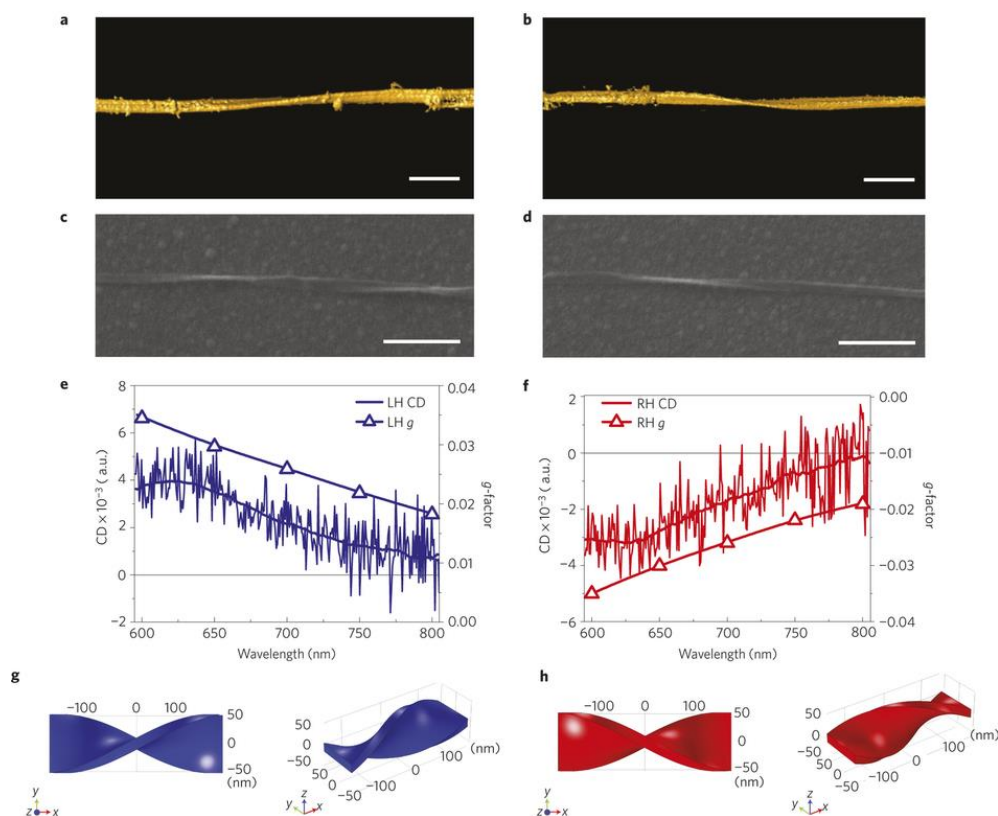 a
b
c
d
e
8
6
4
2
0
−2
CD × 10⁻³ (a.u.)
LH CD
LH g
0.04
0.03
0.02
0.01
0.00
g-factor
600 650 700 750 800
Wavelength (nm)
f
2
0
−2
−4
−6
CD × 10⁻³ (a.u.)
RH CD
RH g
0.00
−0.01
−0.02
−0.03
−0.04
g-factor
600 650 700 750 800
Wavelength (nm)
g
−100 0 100
50
0
−50
(nm)
y
z x
50
0
−50
50
0
−50
−100
0
100
(nm)
z
y x
h
−100 0 100
50
0
−50
(nm)
y
z x
50
0
−50
50
0
−50
−100
0
100
(nm)
z
y x